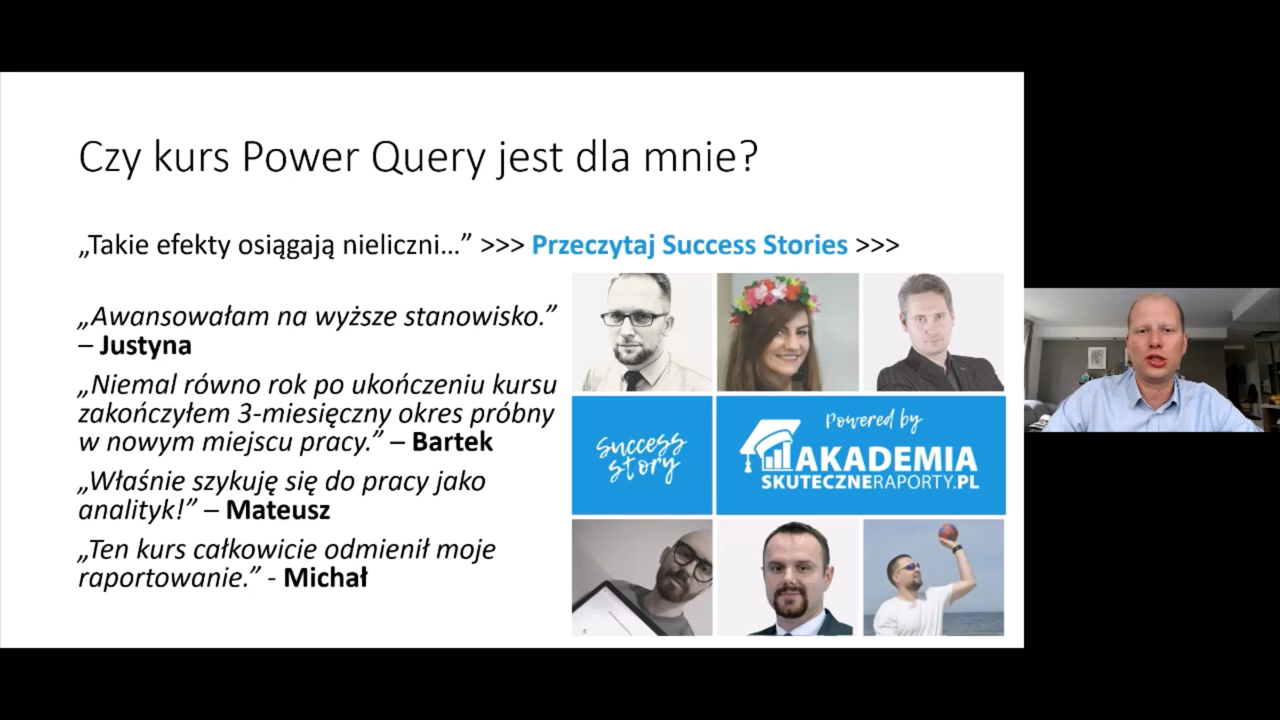 Czy kurs Power Query jest dla mnie?
„Takie efekty osiągają nieliczni...” >>> Przeczytaj Success Stories >>>
„Awansowałam na wyższe stanowisko.”
– Justyna
„Niemal równo rok po ukończeniu kursu
zakończyłem 3-miesięczny okres próbny
w nowym miejscu pracy.” – Bartek
„Właśnie szykuję się do pracy jako
analityk!” – Mateusz
„Ten kurs całkowicie odmienił moje
raportowanie.” - Michał
success
story
Powered by
AKADEMIA
SKUTECZNERAPORTY.PL